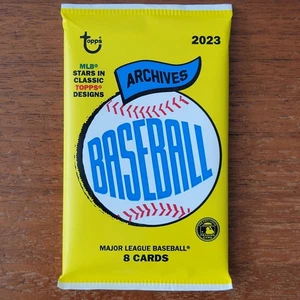 Topps
2023
MLB®
STARS IN
CLASSIC
TOPPS®
DESIGNS
ARCHIVES
BASEBALL
MAJOR LEAGUE BASEBALL®
8 CARDS